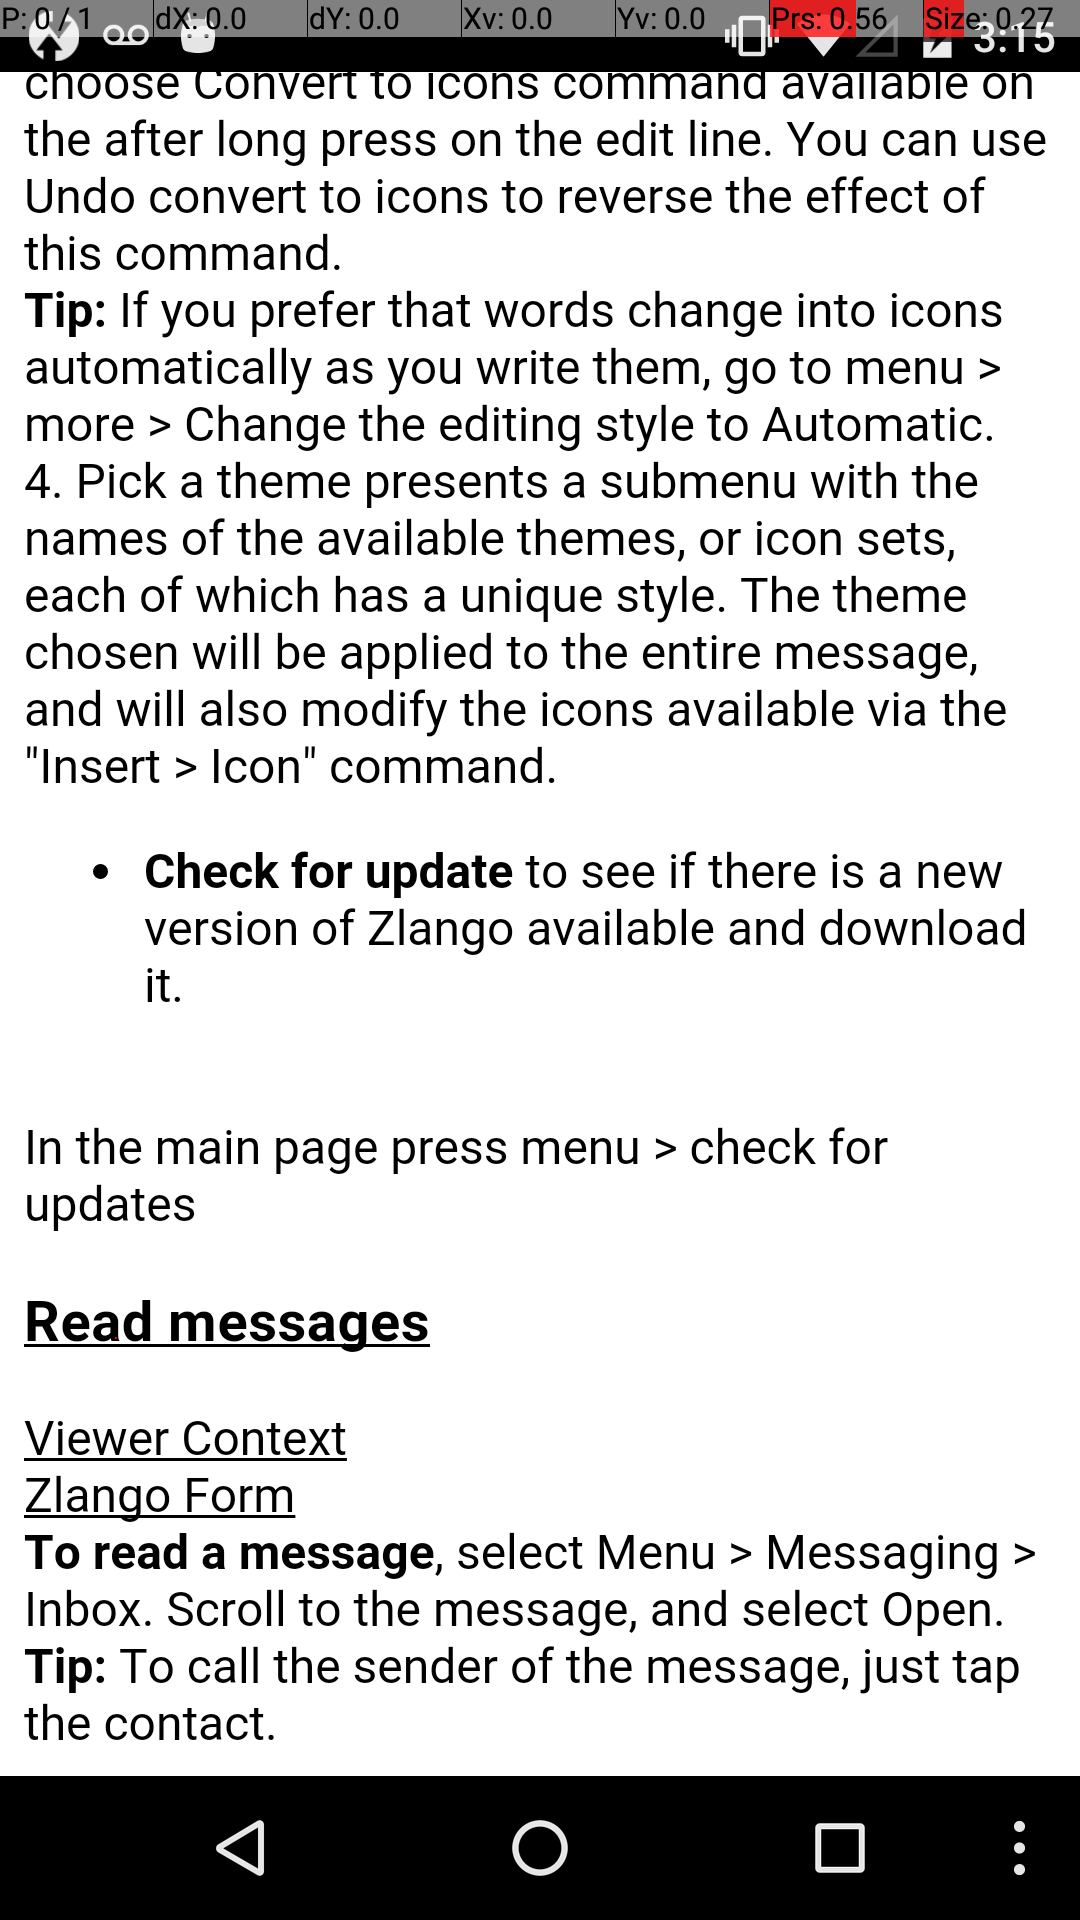 P: 0 / 1 dX: 0.0 dY: 0.0 Xv: 0.0 Yv: 0.0 Prs: 0.56 Size: 0.27
3:15
choose Convert to icons command available on
the after long press on the edit line. You can use
Undo convert to icons to reverse the effect of
this command.
Tip: If you prefer that words change into icons
automatically as you write them, go to menu >
more > Change the editing style to Automatic.
4. Pick a theme presents a submenu with the
names of the available themes, or icon sets,
each of which has a unique style. The theme
chosen will be applied to the entire message,
and will also modify the icons available via the
"Insert > Icon" command.
• Check for update to see if there is a new
version of Zlango available and download
it.
In the main page press menu > check for
updates
Read messages
Viewer Context
Zlango Form
To read a message, select Menu > Messaging >
Inbox. Scroll to the message, and select Open.
Tip: To call the sender of the message, just tap
the contact.